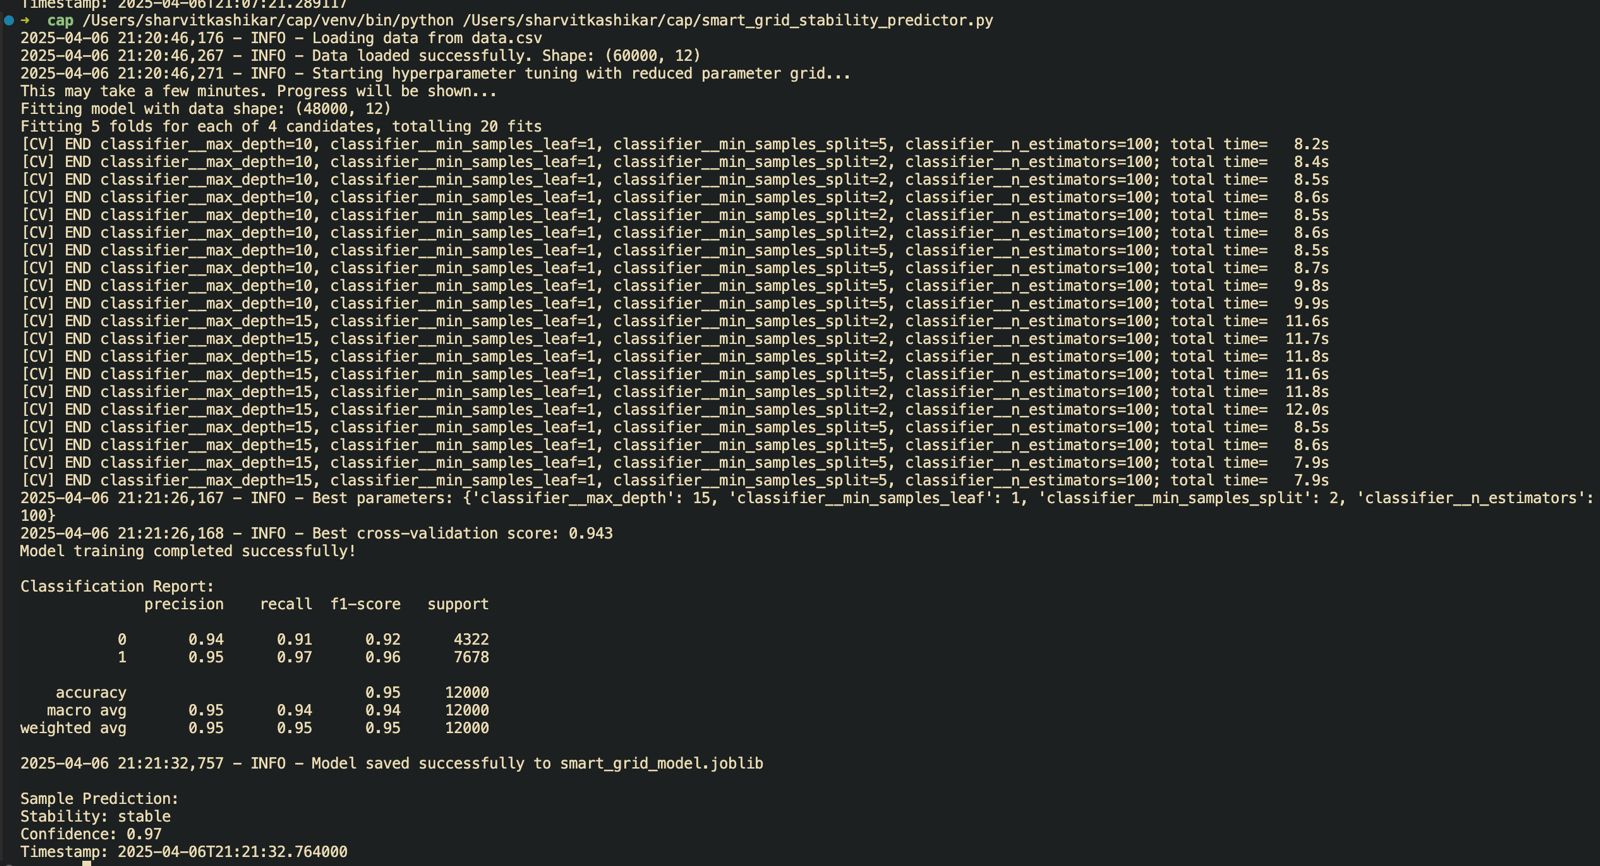 Timestamp: 2025-04-06T21:07:21.289117
➜  cap /Users/sharvitkashikar/cap/venv/bin/python /Users/sharvitkashikar/cap/smart_grid_stability_predictor.py
2025-04-06 21:20:46,176 - INFO - Loading data from data.csv
2025-04-06 21:20:46,267 - INFO - Data loaded successfully. Shape: (60000, 12)
2025-04-06 21:20:46,271 - INFO - Starting hyperparameter tuning with reduced parameter grid...
This may take a few minutes. Progress will be shown...
Fitting model with data shape: (48000, 12)
Fitting 5 folds for each of 4 candidates, totalling 20 fits
[CV] END classifier__max_depth=10, classifier__min_samples_leaf=1, classifier__min_samples_split=5, classifier__n_estimators=100; total time=   8.2s
[CV] END classifier__max_depth=10, classifier__min_samples_leaf=1, classifier__min_samples_split=2, classifier__n_estimators=100; total time=   8.4s
[CV] END classifier__max_depth=10, classifier__min_samples_leaf=1, classifier__min_samples_split=2, classifier__n_estimators=100; total time=   8.5s
[CV] END classifier__max_depth=10, classifier__min_samples_leaf=1, classifier__min_samples_split=2, classifier__n_estimators=100; total time=   8.6s
[CV] END classifier__max_depth=10, classifier__min_samples_leaf=1, classifier__min_samples_split=2, classifier__n_estimators=100; total time=   8.5s
[CV] END classifier__max_depth=10, classifier__min_samples_leaf=1, classifier__min_samples_split=2, classifier__n_estimators=100; total time=   8.6s
[CV] END classifier__max_depth=10, classifier__min_samples_leaf=1, classifier__min_samples_split=5, classifier__n_estimators=100; total time=   8.5s
[CV] END classifier__max_depth=10, classifier__min_samples_leaf=1, classifier__min_samples_split=5, classifier__n_estimators=100; total time=   8.7s
[CV] END classifier__max_depth=10, classifier__min_samples_leaf=1, classifier__min_samples_split=5, classifier__n_estimators=100; total time=   9.8s
[CV] END classifier__max_depth=10, classifier__min_samples_leaf=1, classifier__min_samples_split=5, classifier__n_estimators=100; total time=   9.9s
[CV] END classifier__max_depth=15, classifier__min_samples_leaf=1, classifier__min_samples_split=2, classifier__n_estimators=100; total time=  11.6s
[CV] END classifier__max_depth=15, classifier__min_samples_leaf=1, classifier__min_samples_split=2, classifier__n_estimators=100; total time=  11.7s
[CV] END classifier__max_depth=15, classifier__min_samples_leaf=1, classifier__min_samples_split=2, classifier__n_estimators=100; total time=  11.8s
[CV] END classifier__max_depth=15, classifier__min_samples_leaf=1, classifier__min_samples_split=5, classifier__n_estimators=100; total time=  11.6s
[CV] END classifier__max_depth=15, classifier__min_samples_leaf=1, classifier__min_samples_split=2, classifier__n_estimators=100; total time=  11.8s
[CV] END classifier__max_depth=15, classifier__min_samples_leaf=1, classifier__min_samples_split=2, classifier__n_estimators=100; total time=  12.0s
[CV] END classifier__max_depth=15, classifier__min_samples_leaf=1, classifier__min_samples_split=5, classifier__n_estimators=100; total time=   8.5s
[CV] END classifier__max_depth=15, classifier__min_samples_leaf=1, classifier__min_samples_split=5, classifier__n_estimators=100; total time=   8.6s
[CV] END classifier__max_depth=15, classifier__min_samples_leaf=1, classifier__min_samples_split=5, classifier__n_estimators=100; total time=   7.9s
[CV] END classifier__max_depth=15, classifier__min_samples_leaf=1, classifier__min_samples_split=5, classifier__n_estimators=100; total time=   7.9s
2025-04-06 21:21:26,167 - INFO - Best parameters: {'classifier__max_depth': 15, 'classifier__min_samples_leaf': 1, 'classifier__min_samples_split': 2, 'classifier__n_estimators':
100}
2025-04-06 21:21:26,168 - INFO - Best cross-validation score: 0.943
Model training completed successfully!

Classification Report:
              precision    recall  f1-score   support

           0       0.94      0.91      0.92      4322
           1       0.95      0.97      0.96      7678

    accuracy                           0.95     12000
   macro avg       0.95      0.94      0.94     12000
weighted avg       0.95      0.95      0.95     12000

2025-04-06 21:21:32,757 - INFO - Model saved successfully to smart_grid_model.joblib

Sample Prediction:
Stability: stable
Confidence: 0.97
Timestamp: 2025-04-06T21:21:32.764000